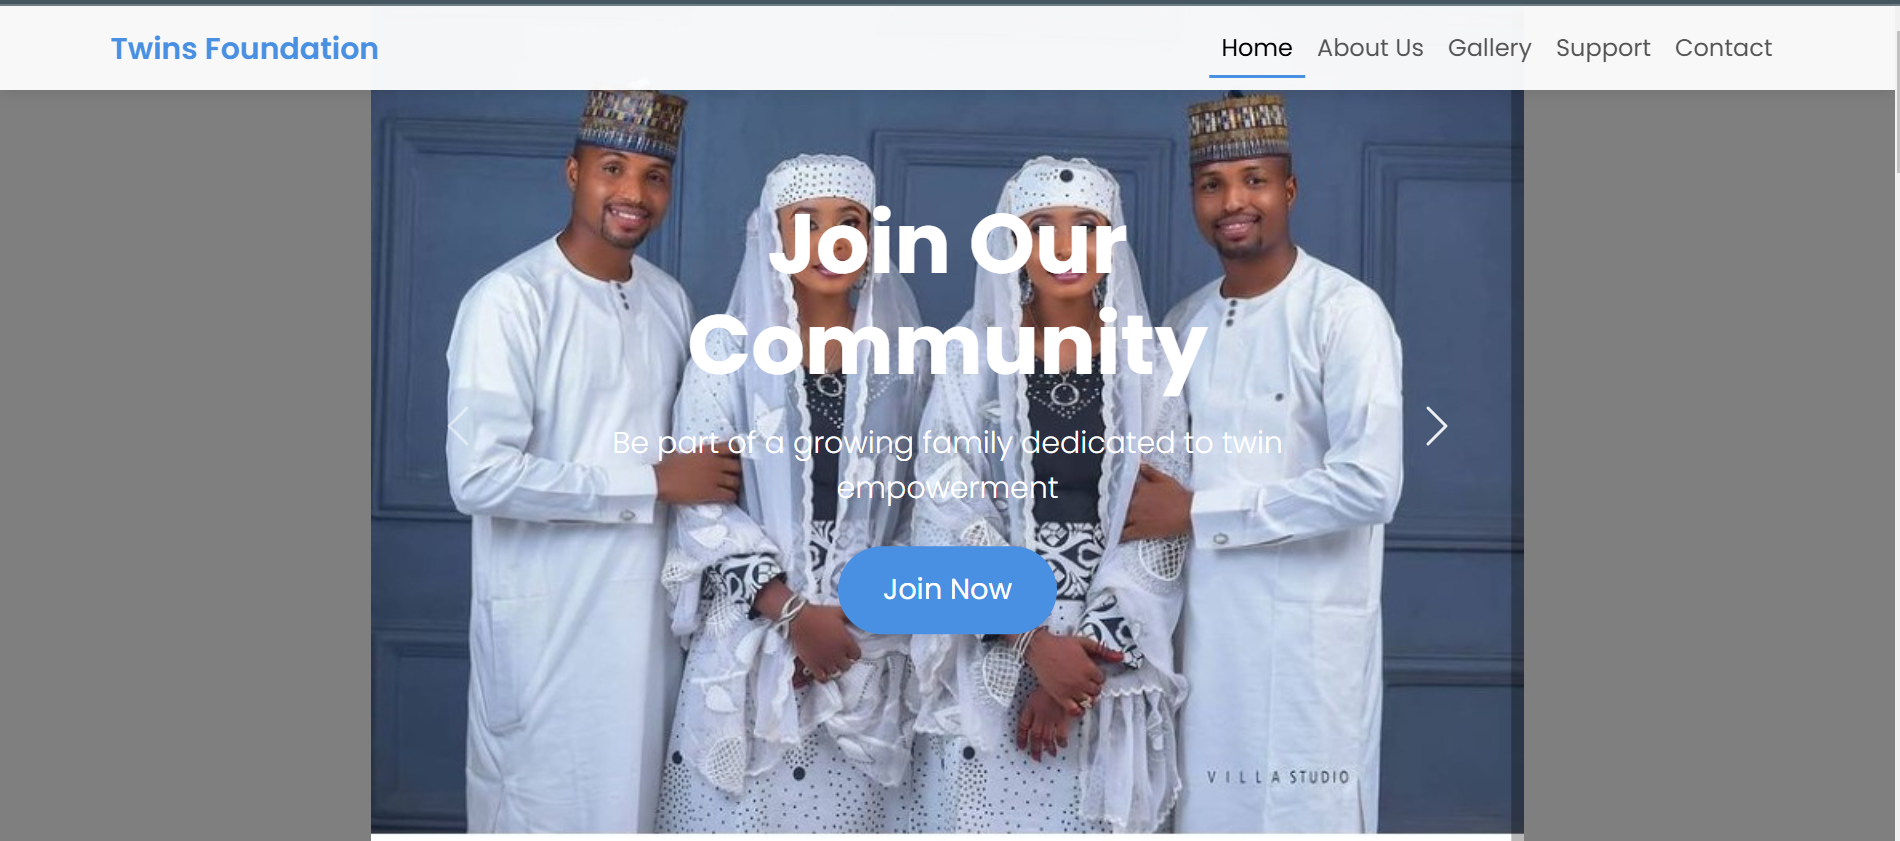 Twins Foundation
Home About Us Gallery Support Contact
Join Our
Community
Be part of a growing family dedicated to twin
empowerment
Join Now
VILLA STUDIO